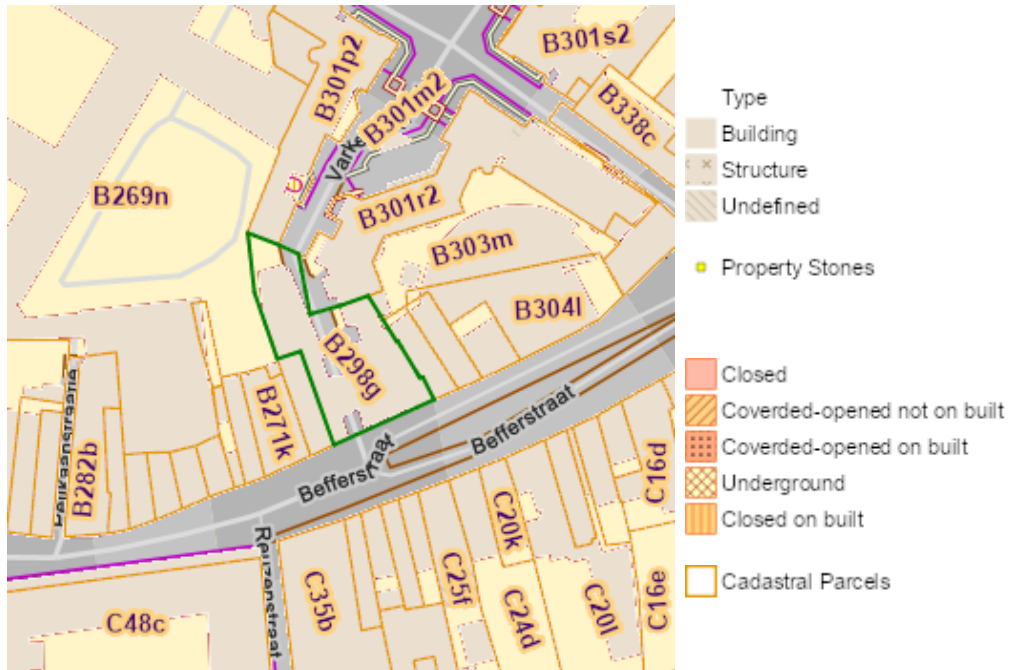 B301p2
B301m2
B301s2
B338c
Varke
B269n
B301r2
B303m
B304l
B298g
B271k
B282b
Befferstraat
Befferstraat
Reuzenstraat
C48c
C35b
C25f
C20k
C24d
C20l
C16d
C16e
Type
Building
Structure
Undefined
Property Stones
Closed
Coverded-opened not on built
Coverded-opened on built
Underground
Closed on built
Cadastral Parcels